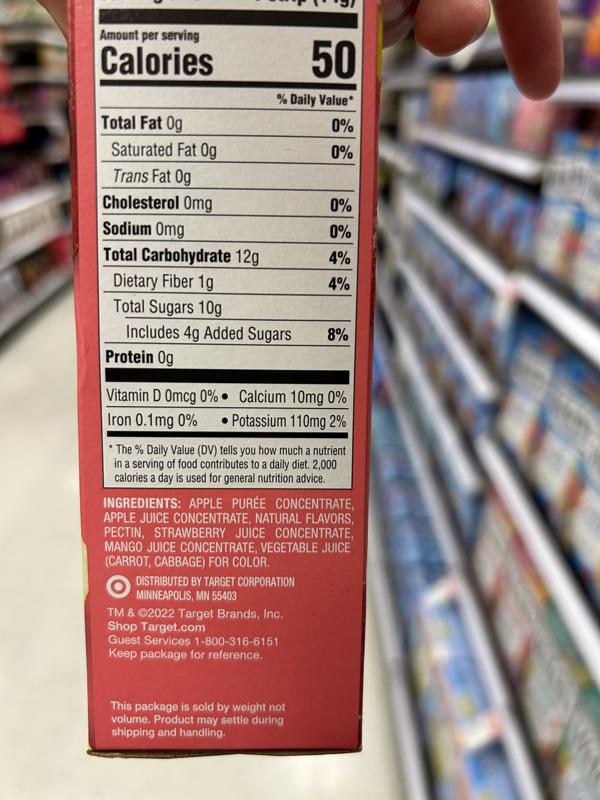 Amount per serving
Calories 50
% Daily Value*
Total Fat 0g 0%
Saturated Fat 0g 0%
Trans Fat 0g
Cholesterol 0mg 0%
Sodium 0mg 0%
Total Carbohydrate 12g 4%
Dietary Fiber 1g 4%
Total Sugars 10g
Includes 4g Added Sugars 8%
Protein 0g
Vitamin D 0mcg 0% • Calcium 10mg 0%
Iron 0.1mg 0% • Potassium 110mg 2%
* The % Daily Value (DV) tells you how much a nutrient
in a serving of food contributes to a daily diet. 2,000
calories a day is used for general nutrition advice.
INGREDIENTS: APPLE PURÉE CONCENTRATE,
APPLE JUICE CONCENTRATE, NATURAL FLAVORS,
PECTIN, STRAWBERRY JUICE CONCENTRATE,
MANGO JUICE CONCENTRATE, VEGETABLE JUICE
(CARROT, CABBAGE) FOR COLOR.
DISTRIBUTED BY TARGET CORPORATION
MINNEAPOLIS, MN 55403
TM & ©2022 Target Brands, Inc.
Shop Target.com
Guest Services 1-800-316-6151
Keep package for reference.
This package is sold by weight not
volume. Product may settle during
shipping and handling.